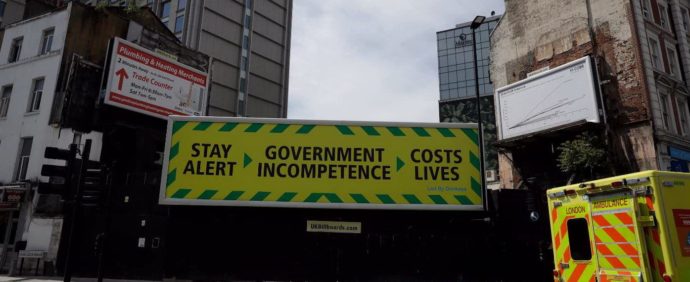 Plumbing & Heating Merchants
Trade Counter
STAY ALERT
GOVERNMENT INCOMPETENCE
COSTS LIVES
Led By Donkeys
UKBillboards.com
LONDON AMBULANCE